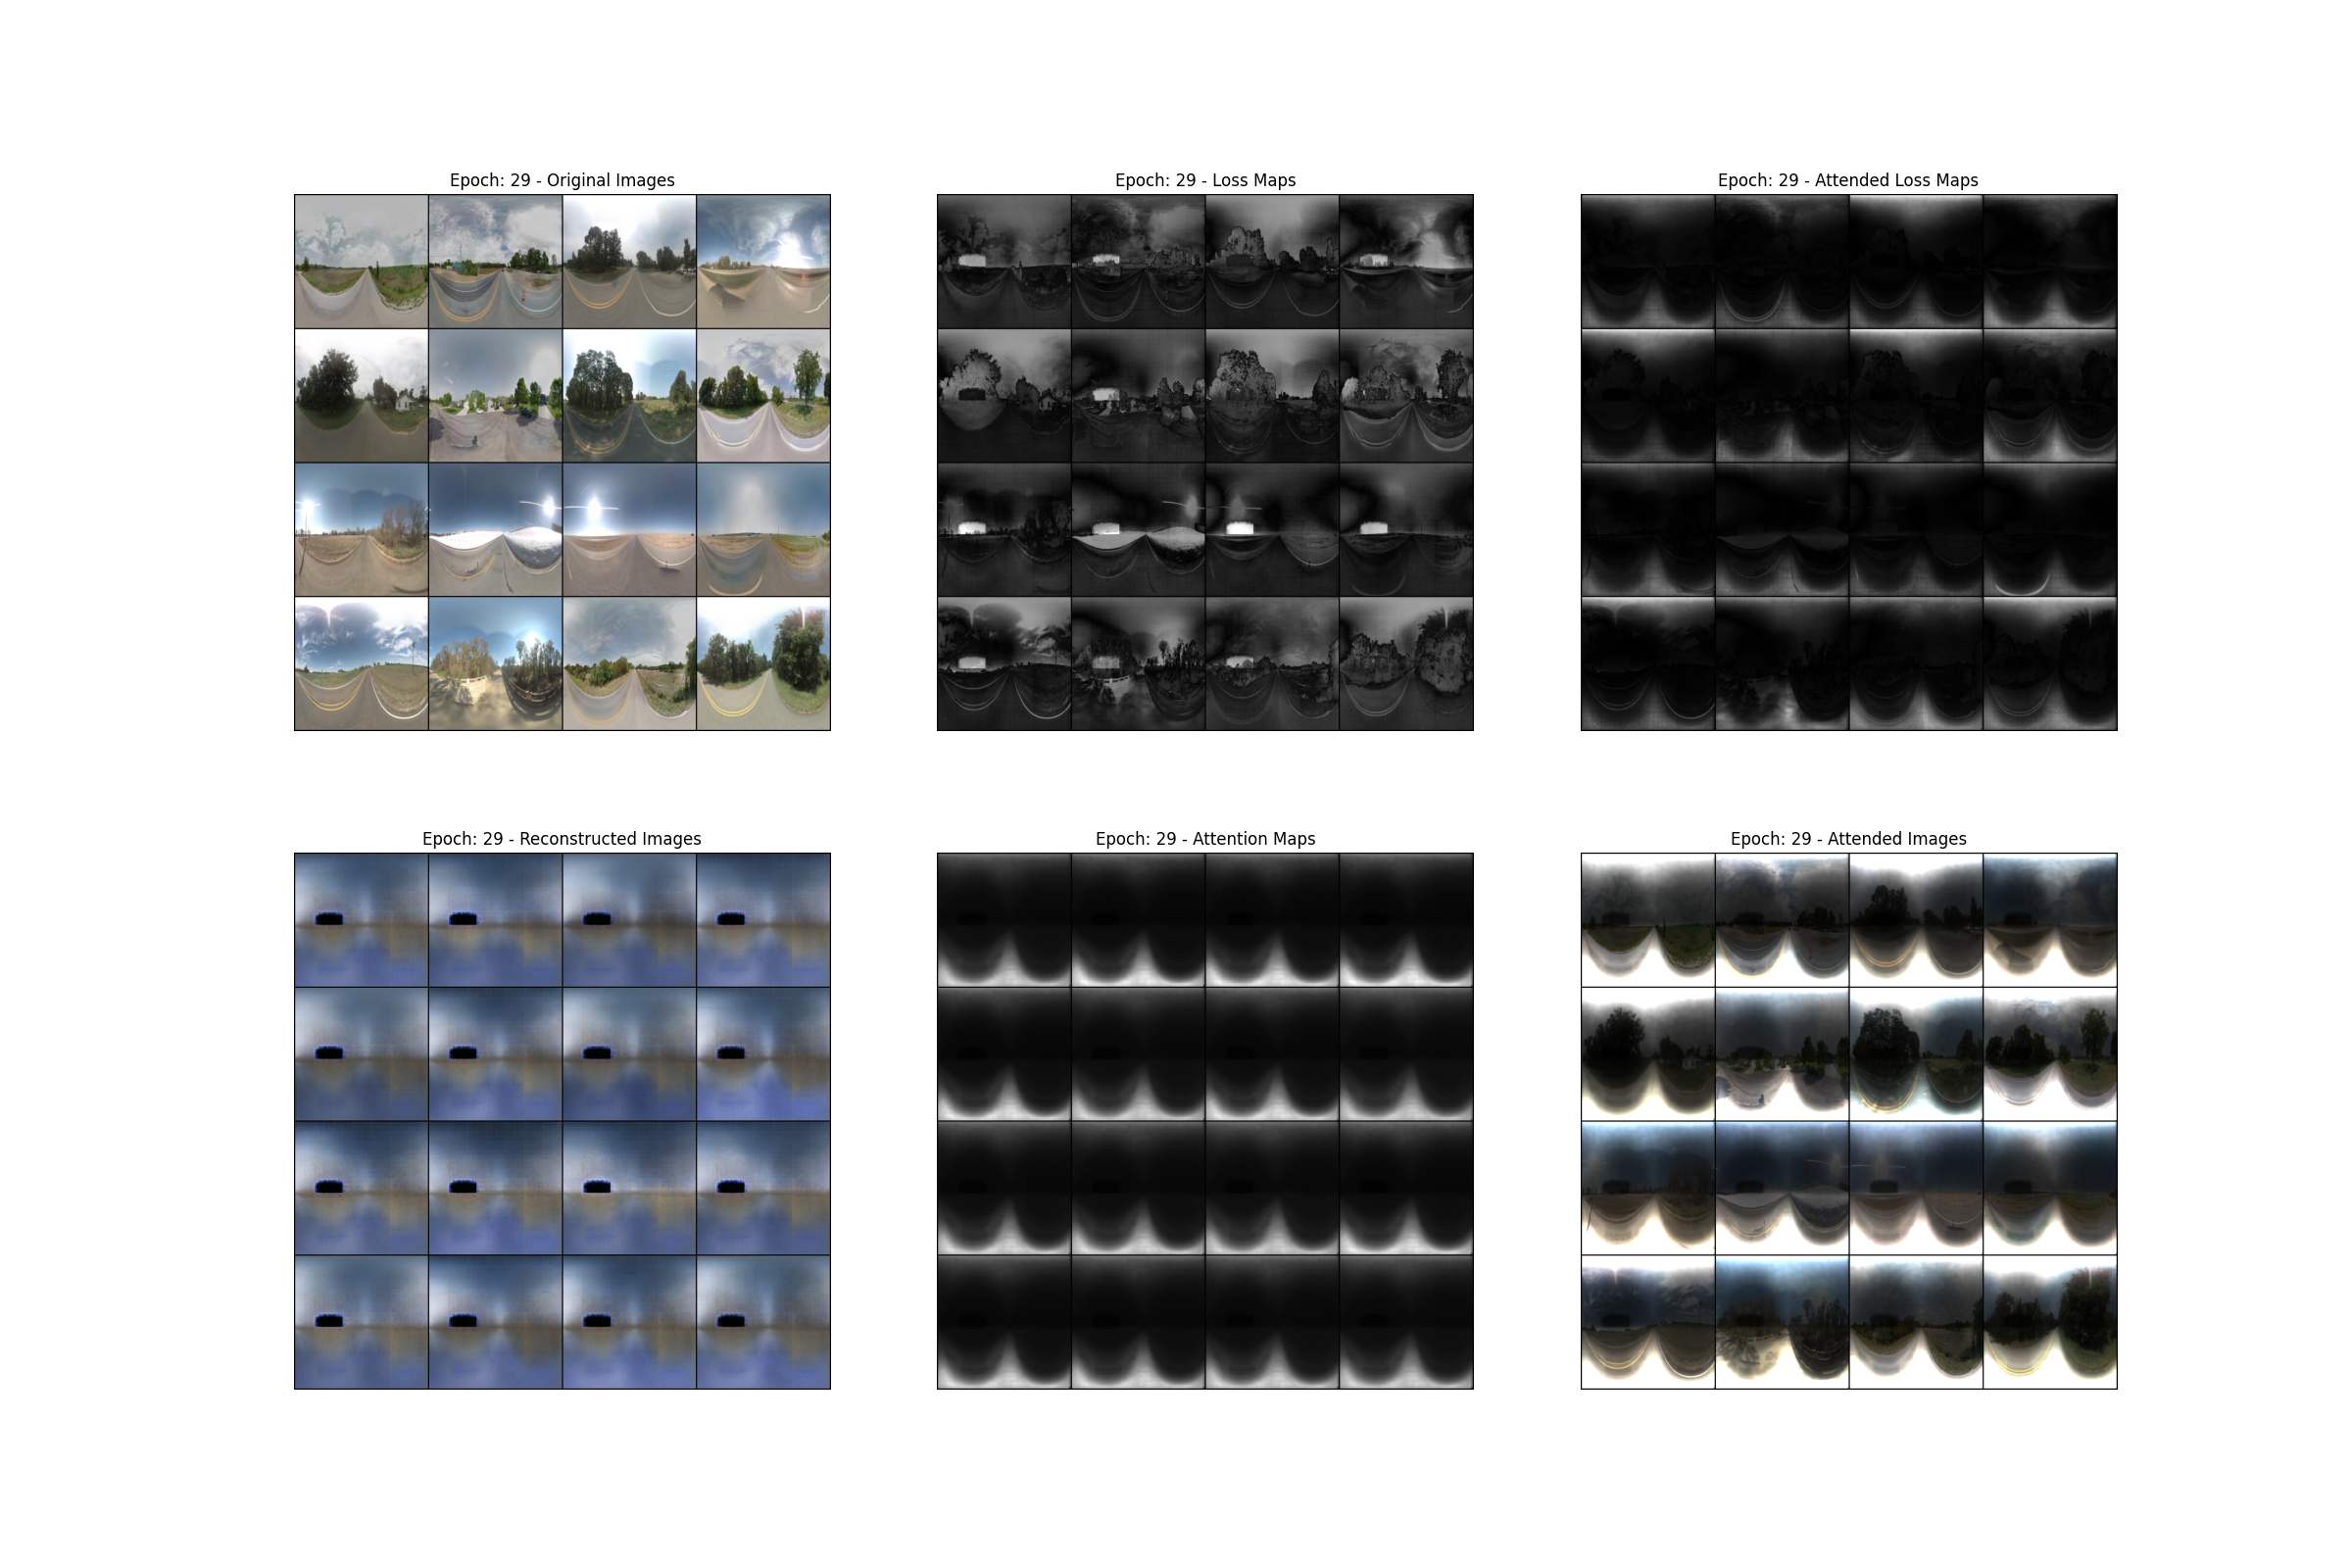 Epoch: 29 - Original Images
Epoch: 29 - Loss Maps
Epoch: 29 - Attended Loss Maps
Epoch: 29 - Reconstructed Images
Epoch: 29 - Attention Maps
Epoch: 29 - Attended Images